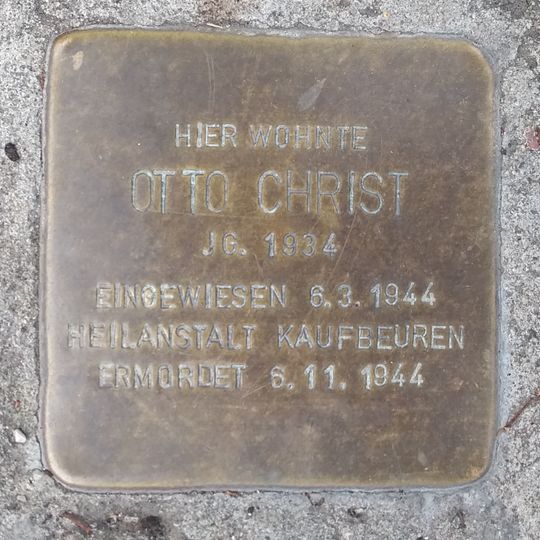 HIER WOHNTE
OTTO CHRIST
JG. 1934
EINGEWIESEN 6.3.1944
HEILANSTALT KAUFBEUREN
ERMORDET 6.11.1944